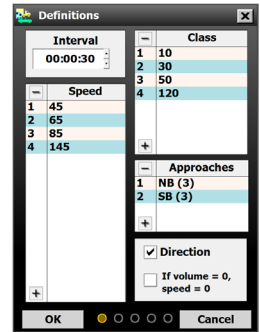 Definitions
Interval
00:00:30
Speed
1 45
2 65
3 85
4 145
Class
1 10
2 30
3 50
4 120
Approaches
1 NB (3)
2 SB (3)
Direction
If volume = 0,
speed = 0
OK
Cancel